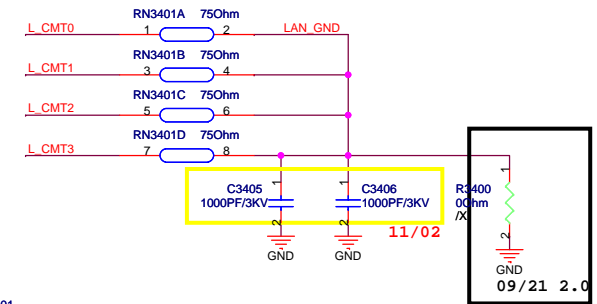 RN3401A 75Ohm
L_CMT0 1 2 LAN_GND
RN3401B 75Ohm
L_CMT1 3 4
RN3401C 75Ohm
L_CMT2 5 6
RN3401D 75Ohm
L_CMT3 7 8
1 1 1
C3405 C3406 R3400
1000PF/3KV 1000PF/3KV 0Ohm
/X
2 2 2
11/02
GND GND GND
09/21 2.0